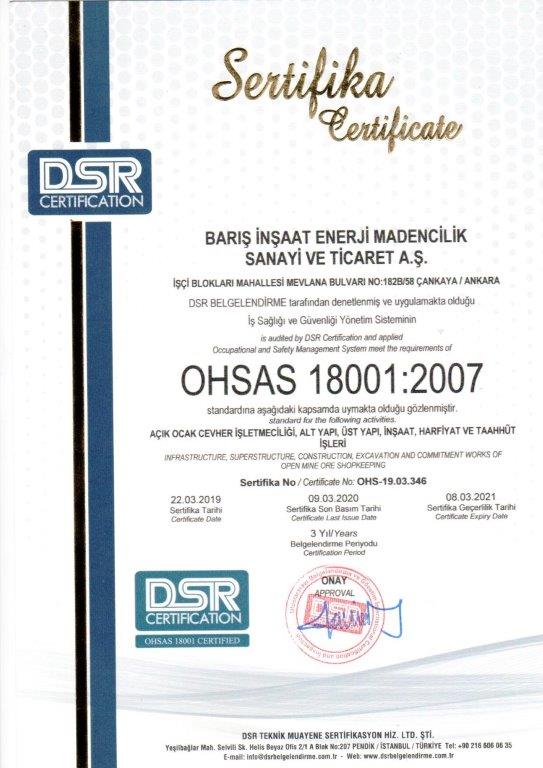 Sertifika
Certificate
DSR
CERTIFICATION
BARIŞ İNŞAAT ENERJİ MADENCİLİK
SANAYİ VE TİCARET A.Ş.
İŞÇİ BLOKLARI MAHALLESİ MEVLANA BULVARI NO:182B/58 ÇANKAYA / ANKARA
DSR BELGELENDİRME tarafından denetlenmiş ve uygulamakta olduğu
İş Sağlığı ve Güvenliği Yönetim Sisteminin
is audited by DSR Certification and applied
Occupational and Safety Management System meet the requirements of
OHSAS 18001:2007
standardına aşağıdaki kapsamda uymakta olduğu gözlenmiştir.
standard for the following activities.
AÇIK OCAK CEVHER İŞLETMECİLİĞİ, ALT YAPI, ÜST YAPI, İNŞAAT, HARFİYAT VE TAAHHÜT
İŞLERİ
INFRASTRUCTURE, SUPERSTRUCTURE, CONSTRUCTION, EXCAVATION AND COMMITMENT WORKS OF
OPEN MINE ORE SHOPKEEPING
Sertifika No / Certificate No: OHS-19.03.346
22.03.2019 09.03.2020 08.03.2021
Sertifika Tarihi Sertifika Son Basım Tarihi Sertifika Geçerlilik Tarihi
Certificate Date Certificate Last Issue Date Certificate Expiry Date
3 Yıl/Years
Belgelendirme Periyodu
Certification Period
DSR
CERTIFICATION
OHSAS 18001 CERTIFIED
ONAY
APPROVAL
DSR
DSR TEKNİK MUAYENE SERTİFİKASYON HİZ. LTD. ŞTİ.
Yeşilbağlar Mah. Selvili Sk. Helis Beyaz Ofis 2/1 A Blok No:207 PENDİK / İSTANBUL / TÜRKİYE Tel: +90 216 606 06 35
E-mail: info@dsrbelgelendirme.com.tr - Web: www.dsrbelgelendirme.com.tr